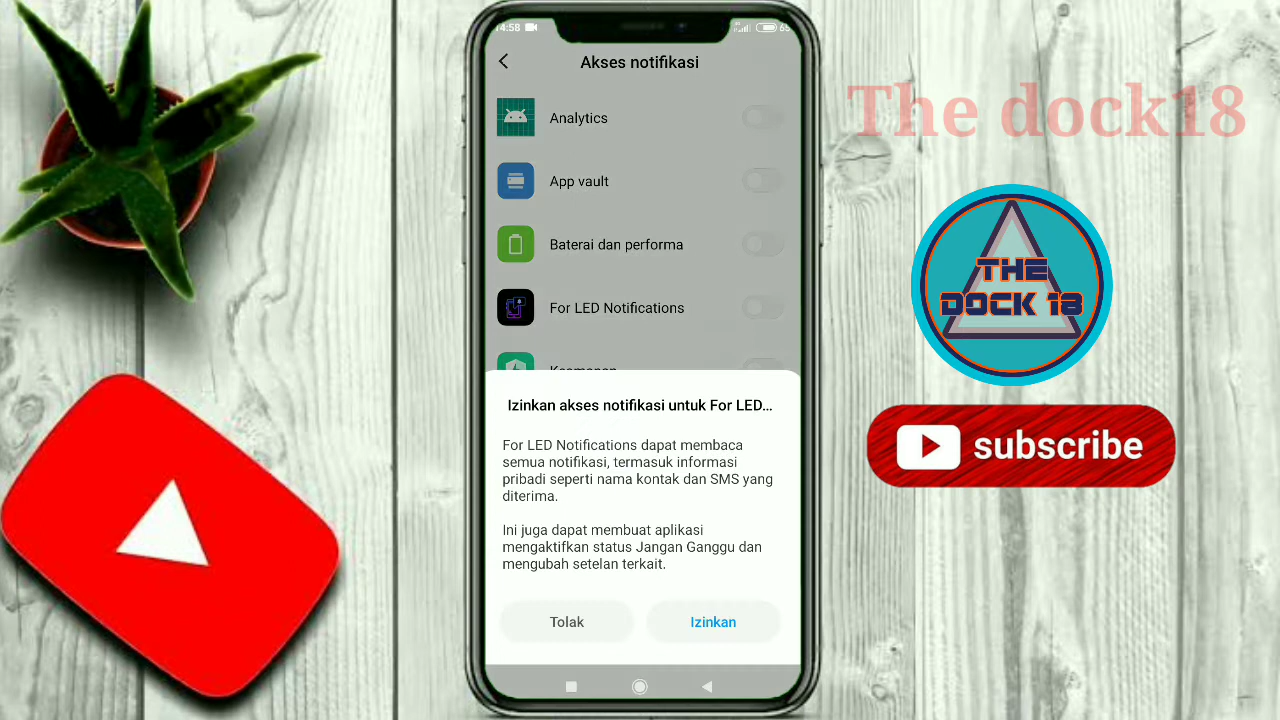 14:58
65
Akses notifikasi
The dock18
Analytics
App vault
Baterai dan performa
THE
DOCK 18
For LED Notifications
Keamanan
Izinkan akses notifikasi untuk For LED...
subscribe
For LED Notifications dapat membaca
semua notifikasi, termasuk informasi
pribadi seperti nama kontak dan SMS yang
diterima.
Ini juga dapat membuat aplikasi
mengaktifkan status Jangan Ganggu dan
mengubah setelan terkait.
Tolak
Izinkan